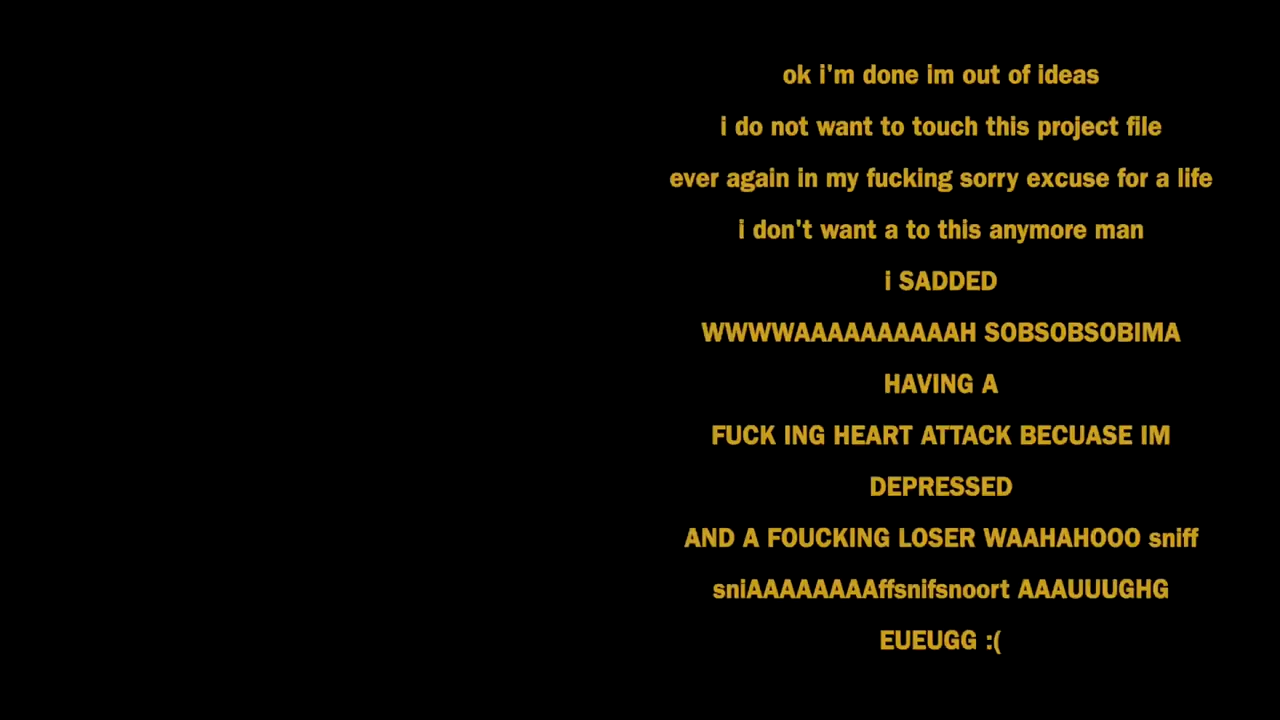 ok i'm done im out of ideas
i do not want to touch this project file
ever again in my fucking sorry excuse for a life
i don't want a to this anymore man
i SADDED
WWWWAAAAAAAAAAH SOBSOBSOBIMA
HAVING A
FUCK ING HEART ATTACK BECUASE IM
DEPRESSED
AND A FOUCKING LOSER WAAHAHOOO sniff
sniAAAAAAAAffsnifsnoort AAAUUUGHG
EUEUGG :(